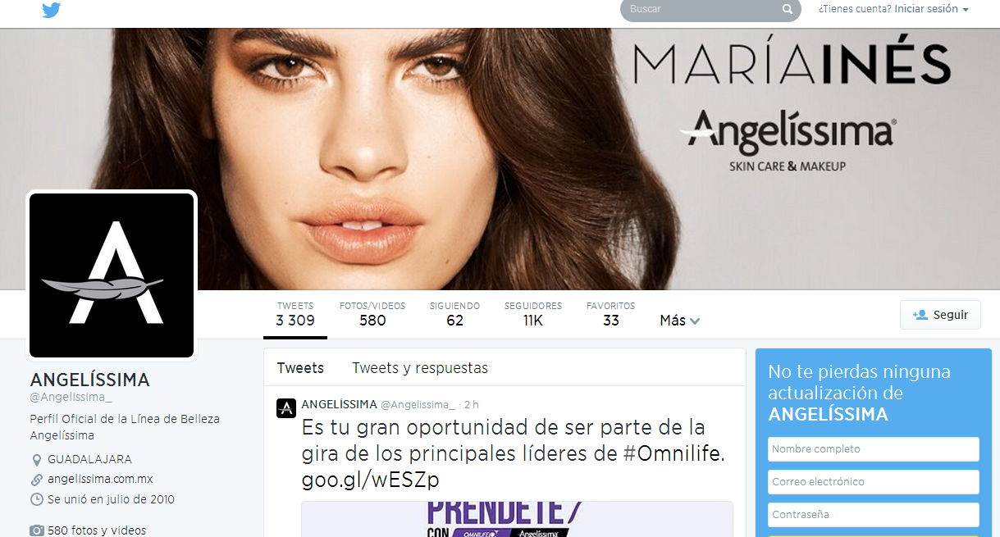 Buscar
¿Tienes cuenta? Iniciar sesión
MARÍAINÉS
Angelíssima®
SKIN CARE & MAKEUP
A
TWEETS
3 309
FOTOS/VIDEOS
580
SIGUIENDO
62
SEGUIDORES
11K
FAVORITOS
33
Más
Seguir
ANGELÍSSIMA
@Angelissima_
Perfil Oficial de la Línea de Belleza
Angelíssima
GUADALAJARA
angelissima.com.mx
Se unió en julio de 2010
580 fotos y videos
Tweets
Tweets y respuestas
A
ANGELÍSSIMA @Angelissima_ · 2 h
Es tu gran oportunidad de ser parte de la
gira de los principales líderes de #Omnilife.
goo.gl/wESZp
PRÉNDETE
CON OMNILIFE Angelíssima
No te pierdas ninguna
actualización de
ANGELÍSSIMA
Nombre completo
Correo electrónico
Contraseña